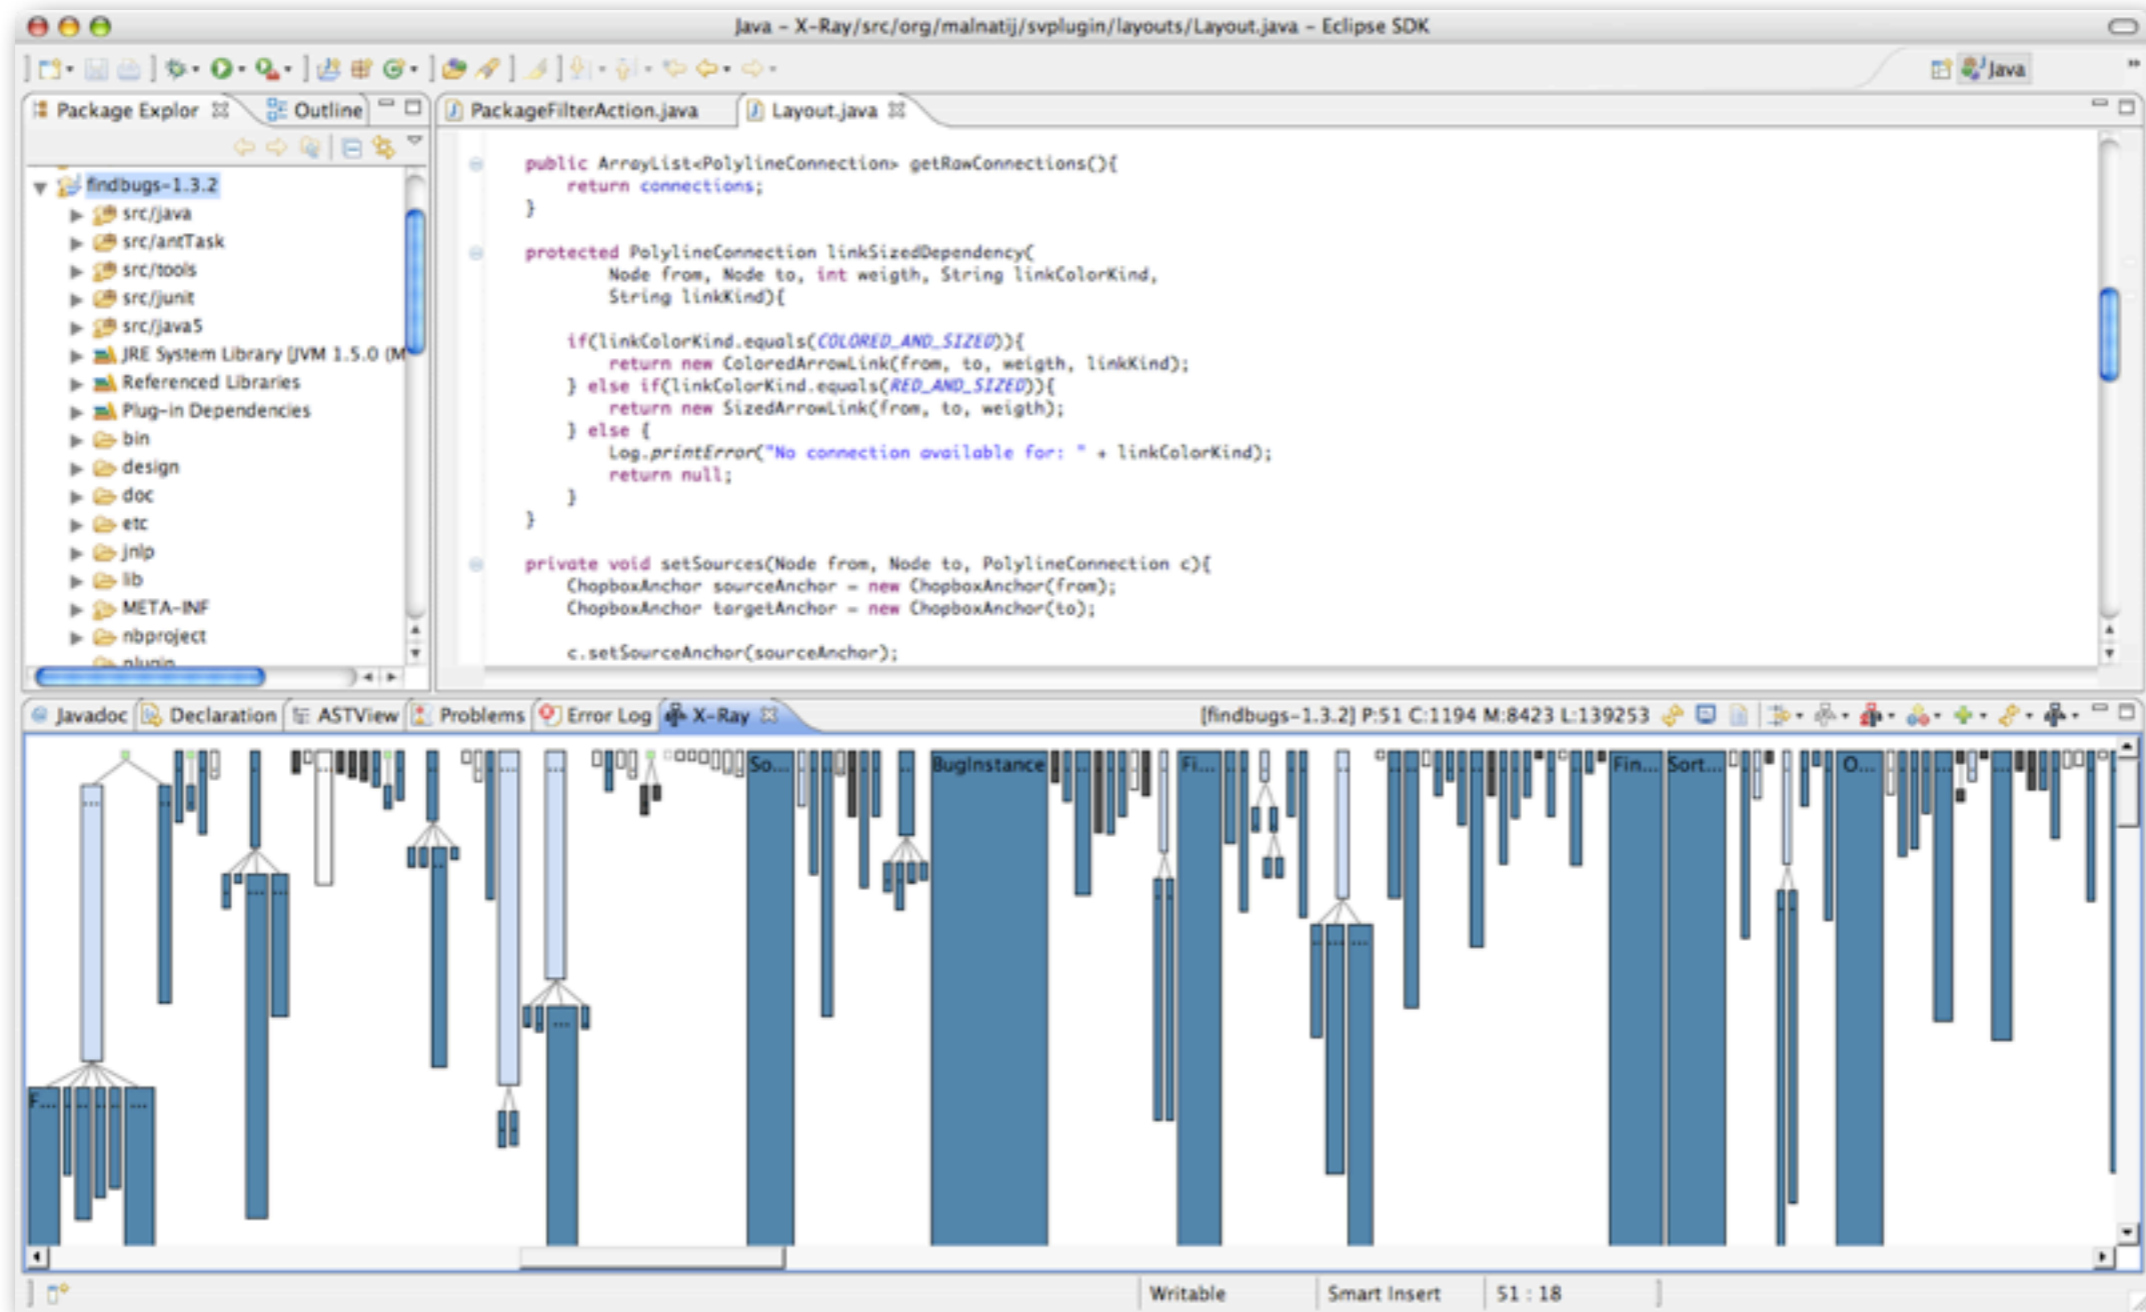 Java – X-Ray/src/org/malnatij/svplugin/layouts/Layout.java – Eclipse SDK
Java
Package Explor
Outline
findbugs-1.3.2
src/java
src/antTask
src/tools
src/junit
src/java5
JRE System Library [JVM 1.5.0 (M
Referenced Libraries
Plug-in Dependencies
bin
design
doc
etc
jnlp
lib
META-INF
nbproject
plugin
PackageFilterAction.java
Layout.java
public ArrayList<PolylineConnection> getRawConnections(){
return connections;
}
protected PolylineConnection linkSizedDependency(
Node from, Node to, int weigth, String linkColorKind,
String linkKind){
if(linkColorKind.equals(COLORED_AND_SIZED)){
return new ColoredArrowLink(from, to, weigth, linkKind);
} else if(linkColorKind.equals(RED_AND_SIZED)){
return new SizedArrowLink(from, to, weigth);
} else {
Log.printError("No connection available for: " + linkColorKind);
return null;
}
}
private void setSources(Node from, Node to, PolylineConnection c){
ChopboxAnchor sourceAnchor = new ChopboxAnchor(from);
ChopboxAnchor targetAnchor = new ChopboxAnchor(to);
c.setSourceAnchor(sourceAnchor);
Javadoc
Declaration
ASTView
Problems
Error Log
X-Ray
[findbugs-1.3.2] P:51 C:1194 M:8423 L:139253
So...
BugInstance
Fi...
Fin...
Sort...
O...
F...
Writable
Smart Insert
51 : 18